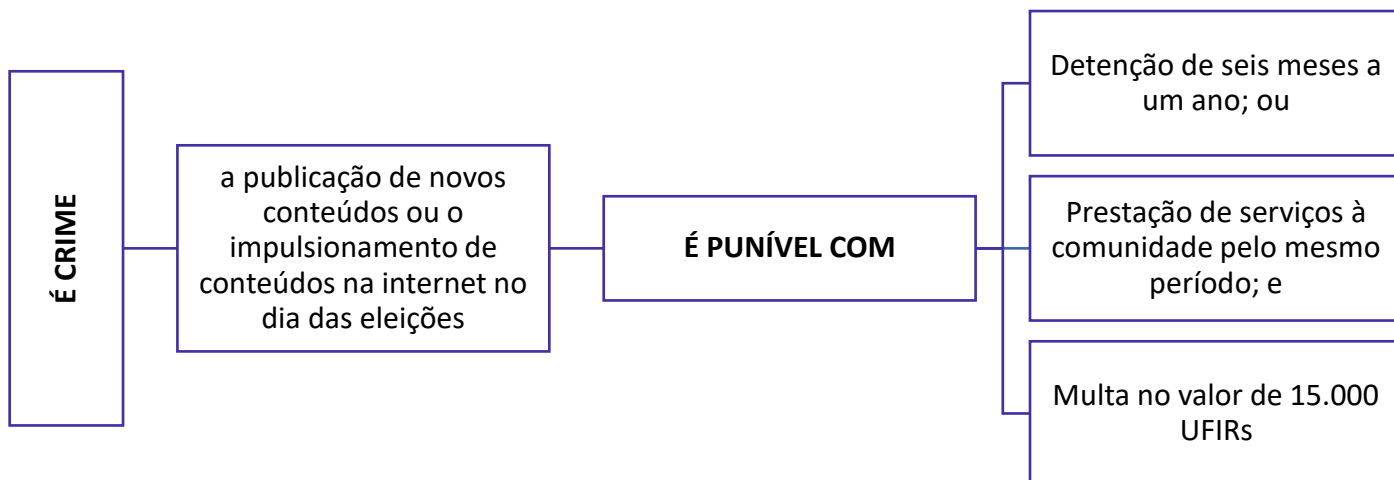 É CRIME
a publicação de novos
conteúdos ou o
impulsionamento de
conteúdos na internet no
dia das eleições
É PUNÍVEL COM
Detenção de seis meses a
um ano; ou
Prestação de serviços à
comunidade pelo mesmo
período; e
Multa no valor de 15.000
UFIRs